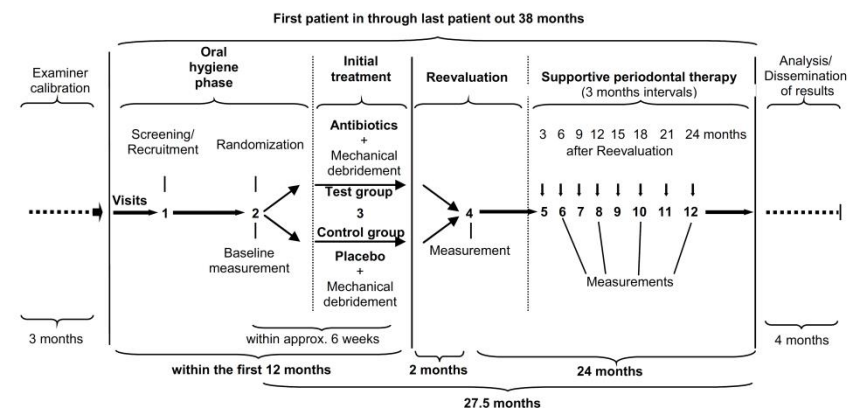 First patient in through last patient out 38 months
Examiner
calibration
Oral
hygiene
phase
Initial
treatment
Reevaluation
Supportive periodontal therapy
(3 months intervals)
Analysis/
Dissemination
of results
Screening/
Recruitment
Randomization
Antibiotics
+
Mechanical
debridement
3 6 9 12 15 18 21 24 months
after Reevaluation
Visits
1
2
Test group
3
Control group
4
5 6 7 8 9 10 11 12
Baseline
measurement
Placebo
+
Mechanical
debridement
Measurement
Measurements
3 months
within approx. 6 weeks
4 months
within the first 12 months
2 months
24 months
27.5 months